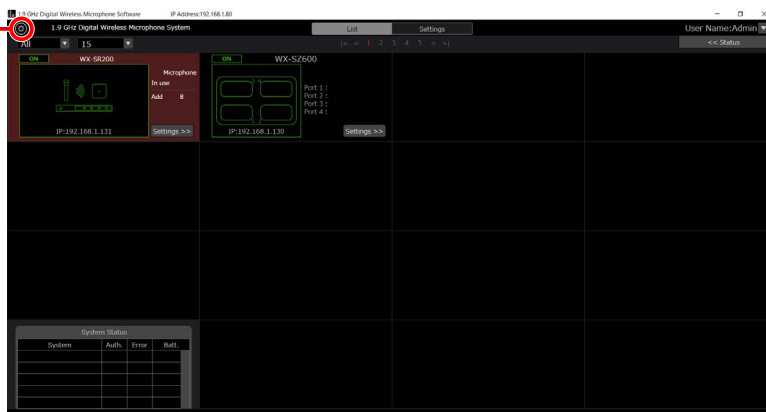 1.9 GHz Digital Wireless Microphone Software IP Address:192.168.1.80
1.9 GHz Digital Wireless Microphone System List Settings User Name:Admin
All 15 |< < 1 2 3 4 5 > >| << Status
ON WX-SR200
Microphone
In use
Add 8
IP:192.168.1.131 Settings >>
ON WX-SZ600
Port 1 :
Port 2 :
Port 3 :
Port 4 :
IP:192.168.1.130 Settings >>
System Status
System Auth. Error Batt.